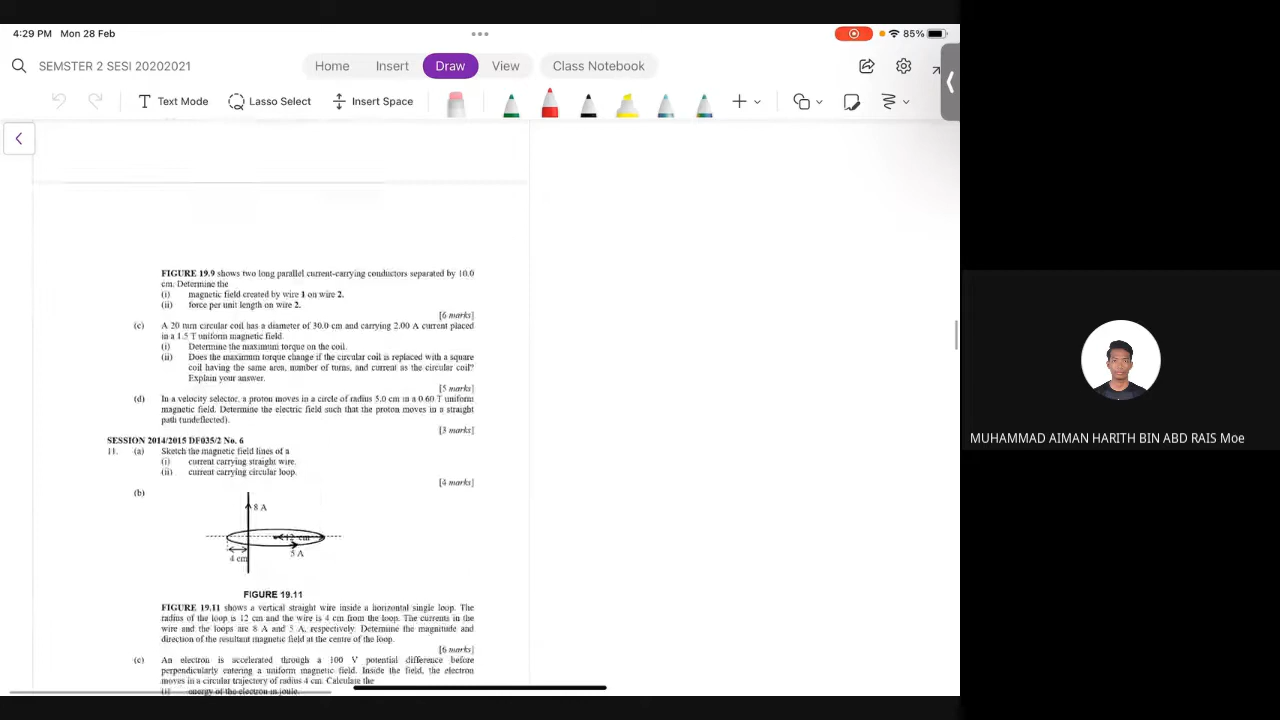 4:29 PM Mon 28 Feb
85%
SEMSTER 2 SESI 20202021
Home Insert Draw View Class Notebook
Text Mode Lasso Select Insert Space
FIGURE 19.9 shows two long parallel current-carrying conductors separated by 10.0
cm. Determine the
(i) magnetic field created by wire 1 on wire 2.
(ii) force per unit length on wire 2.
[6 marks]
(c) A 20 turn circular coil has a diameter of 30.0 cm and carrying 2.00 A current placed
in a 1.5 T uniform magnetic field.
(i) Determine the maximum torque on the coil.
(ii) Does the maximum torque change if the circular coil is replaced with a square
coil having the same area, number of turns, and current as the circular coil?
Explain your answer.
[5 marks]
(d) In a velocity selector, a proton moves in a circle of radius 5.0 cm in a 0.60 T uniform
magnetic field. Determine the electric field such that the proton moves in a straight
path (undeflected).
[3 marks]
SESSION 2014/2015 DF035/2 No. 6
11. (a) Sketch the magnetic field lines of a
(i) current carrying straight wire.
(ii) current carrying circular loop.
[4 marks]
(b)
8 A
12 cm
5 A
4 cm
FIGURE 19.11
FIGURE 19.11 shows a vertical straight wire inside a horizontal single loop. The
radius of the loop is 12 cm and the wire is 4 cm from the loop. The currents in the
wire and the loops are 8 A and 5 A, respectively. Determine the magnitude and
direction of the resultant magnetic field at the centre of the loop.
[6 marks]
(c) An electron is accelerated through a 100 V potential difference before
perpendicularly entering a uniform magnetic field. Inside the field, the electron
moves in a circular trajectory of radius 4 cm. Calculate the
(i) energy of the electron in joule.
MUHAMMAD AIMAN HARITH BIN ABD RAIS Moe